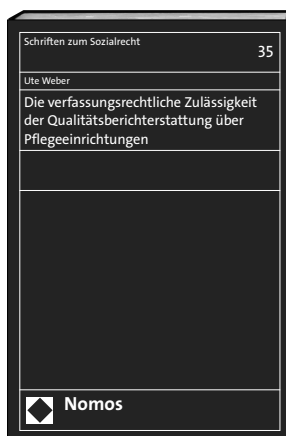 Schriften zum Sozialrecht
35
Ute Weber
Die verfassungsrechtliche Zulässigkeit
der Qualitätsberichterstattung über
Pflegeeinrichtungen
Nomos